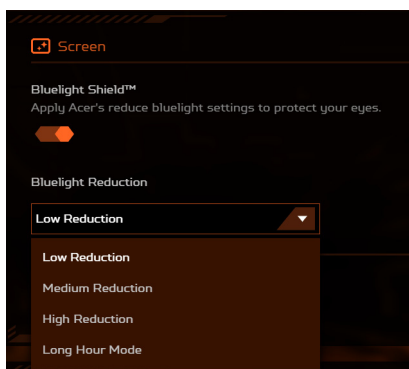 Screen
Bluelight Shield™
Apply Acer's reduce bluelight settings to protect your eyes.
Bluelight Reduction
Low Reduction
Low Reduction
Medium Reduction
High Reduction
Long Hour Mode